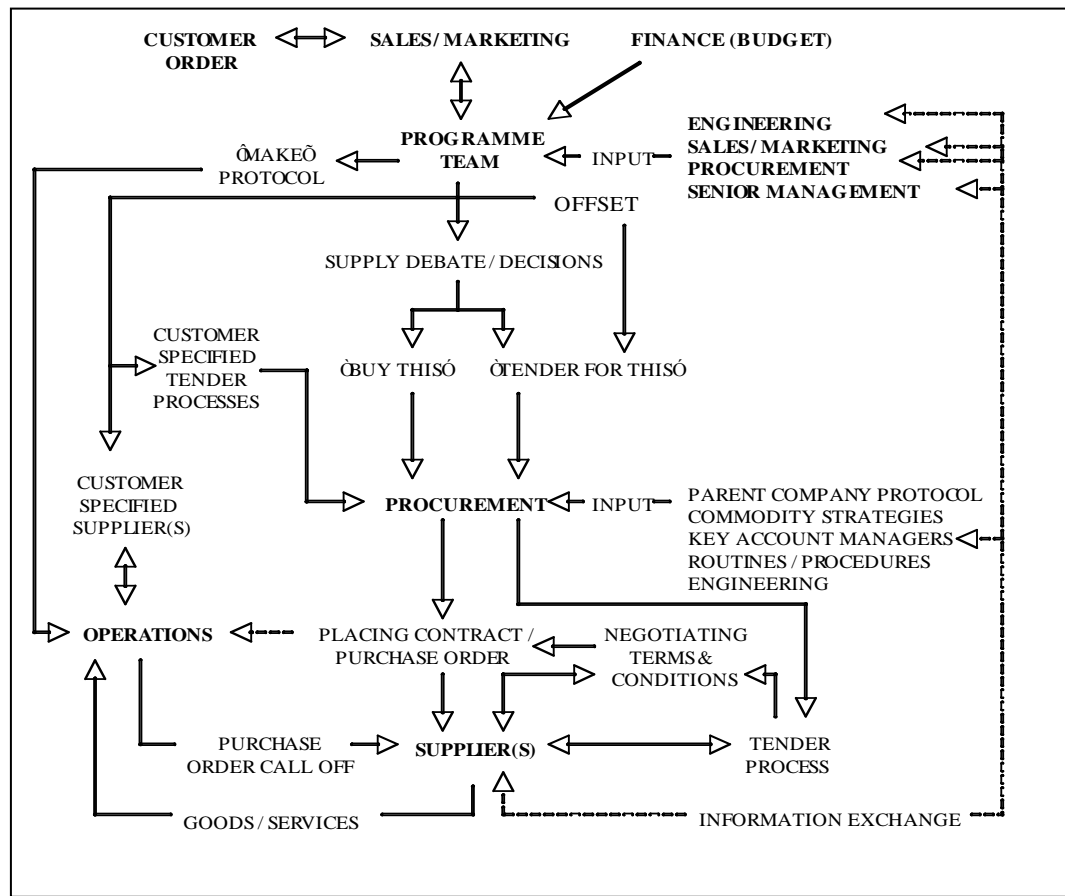 CUSTOMER ORDER
SALES/ MARKETING
FINANCE (BUDGET)
PROGRAMME
TEAM
INPUT
ENGINEERING
SALES/ MARKETING
PROCUREMENT
SENIOR MANAGEMENT
ÔMAKEÕ
PROTOCOL
OFFSET
SUPPLY DEBATE / DECISIONS
CUSTOMER
SPECIFIED
TENDER
PROCESSES
ÒBUY THISÓ
ÒTENDER FOR THISÓ
CUSTOMER
SPECIFIED
SUPPLIER(S)
PROCUREMENT
INPUT
PARENT COMPANY PROTOCOL
COMMODITY STRATEGIES
KEY ACCOUNT MANAGERS
ROUTINES / PROCEDURES
ENGINEERING
OPERATIONS
PLACING CONTRACT /
PURCHASE ORDER
NEGOTIATING
TERMS &
CONDITIONS
PURCHASE
ORDER CALL OFF
SUPPLIER(S)
TENDER
PROCESS
GOODS / SERVICES
INFORMATION EXCHANGE